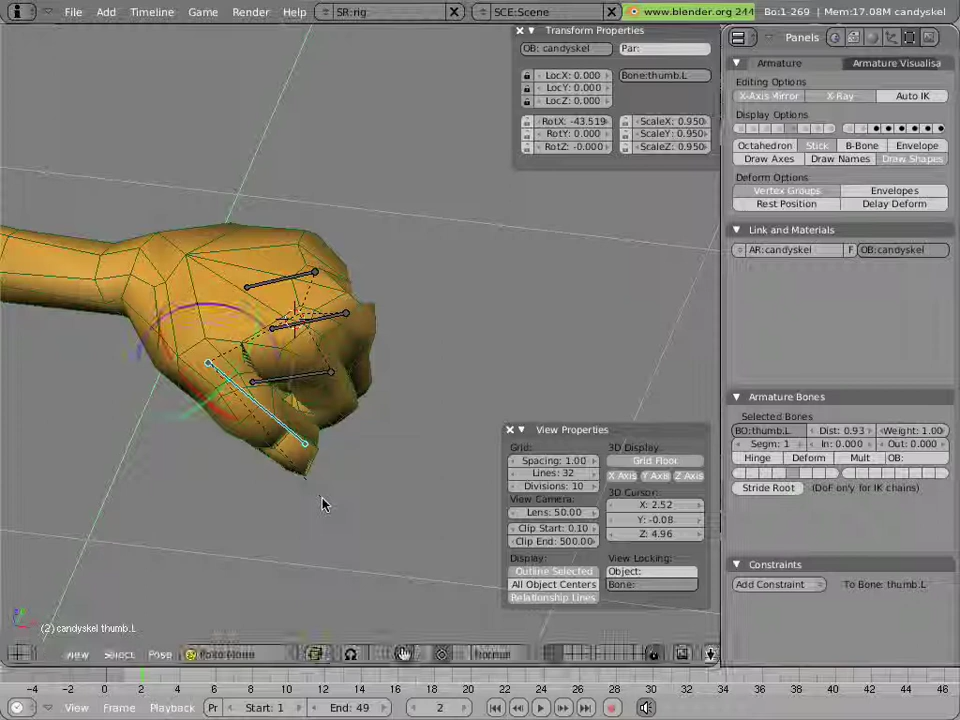 File Add Timeline Game Render Help SR:rig SCE:Scene www.blender.org 244 Bo:1-269 | Mem:17.08M candyskel
Transform Properties
OB: candyskel Par:
LocX: 0.000 Bone:thumb.L
LocY: 0.000
LocZ: 0.000
RotX: -43.519 ScaleX: 0.950
RotY: 0.000 ScaleY: 0.950
RotZ: -0.000 ScaleZ: 0.950
Panels
Armature Armature Visualisa
Editing Options
X-Axis Mirror X-Ray Auto IK
Display Options
Octahedron Stick B-Bone Envelope
Draw Axes Draw Names Draw Shapes
Deform Options
Vertex Groups Envelopes
Rest Position Delay Deform
Link and Materials
AR:candyskel F OB:candyskel
Armature Bones
Selected Bones
BO:thumb.L Dist: 0.93 Weight: 1.00
Segm: 1 In: 0.000 Out: 0.000
Hinge Deform Mult OB:
Stride Root (DoF only for IK chains)
Constraints
Add Constraint To Bone: thumb.L
View Properties
Grid: 3D Display:
Spacing: 1.00 Grid Floor
Lines: 32 X Axis Y Axis Z Axis
Divisions: 10
3D Cursor:
View Camera: X: 2.52
Lens: 50.00 Y: -0.08
Clip Start: 0.10 Z: 4.96
Clip End: 500.00
Display: View Locking:
Outline Selected Object:
All Object Centers Bone:
Relationship Lines
(2) candyskel thumb.L
View Select Pose Pose Mode Normal
-4 -2 0 2 4 6 8 10 12 14 16 18 20 22 24 26 28 30 32 34 36 38 40 42 44 46
View Frame Playback Pr Start: 1 End: 49 2